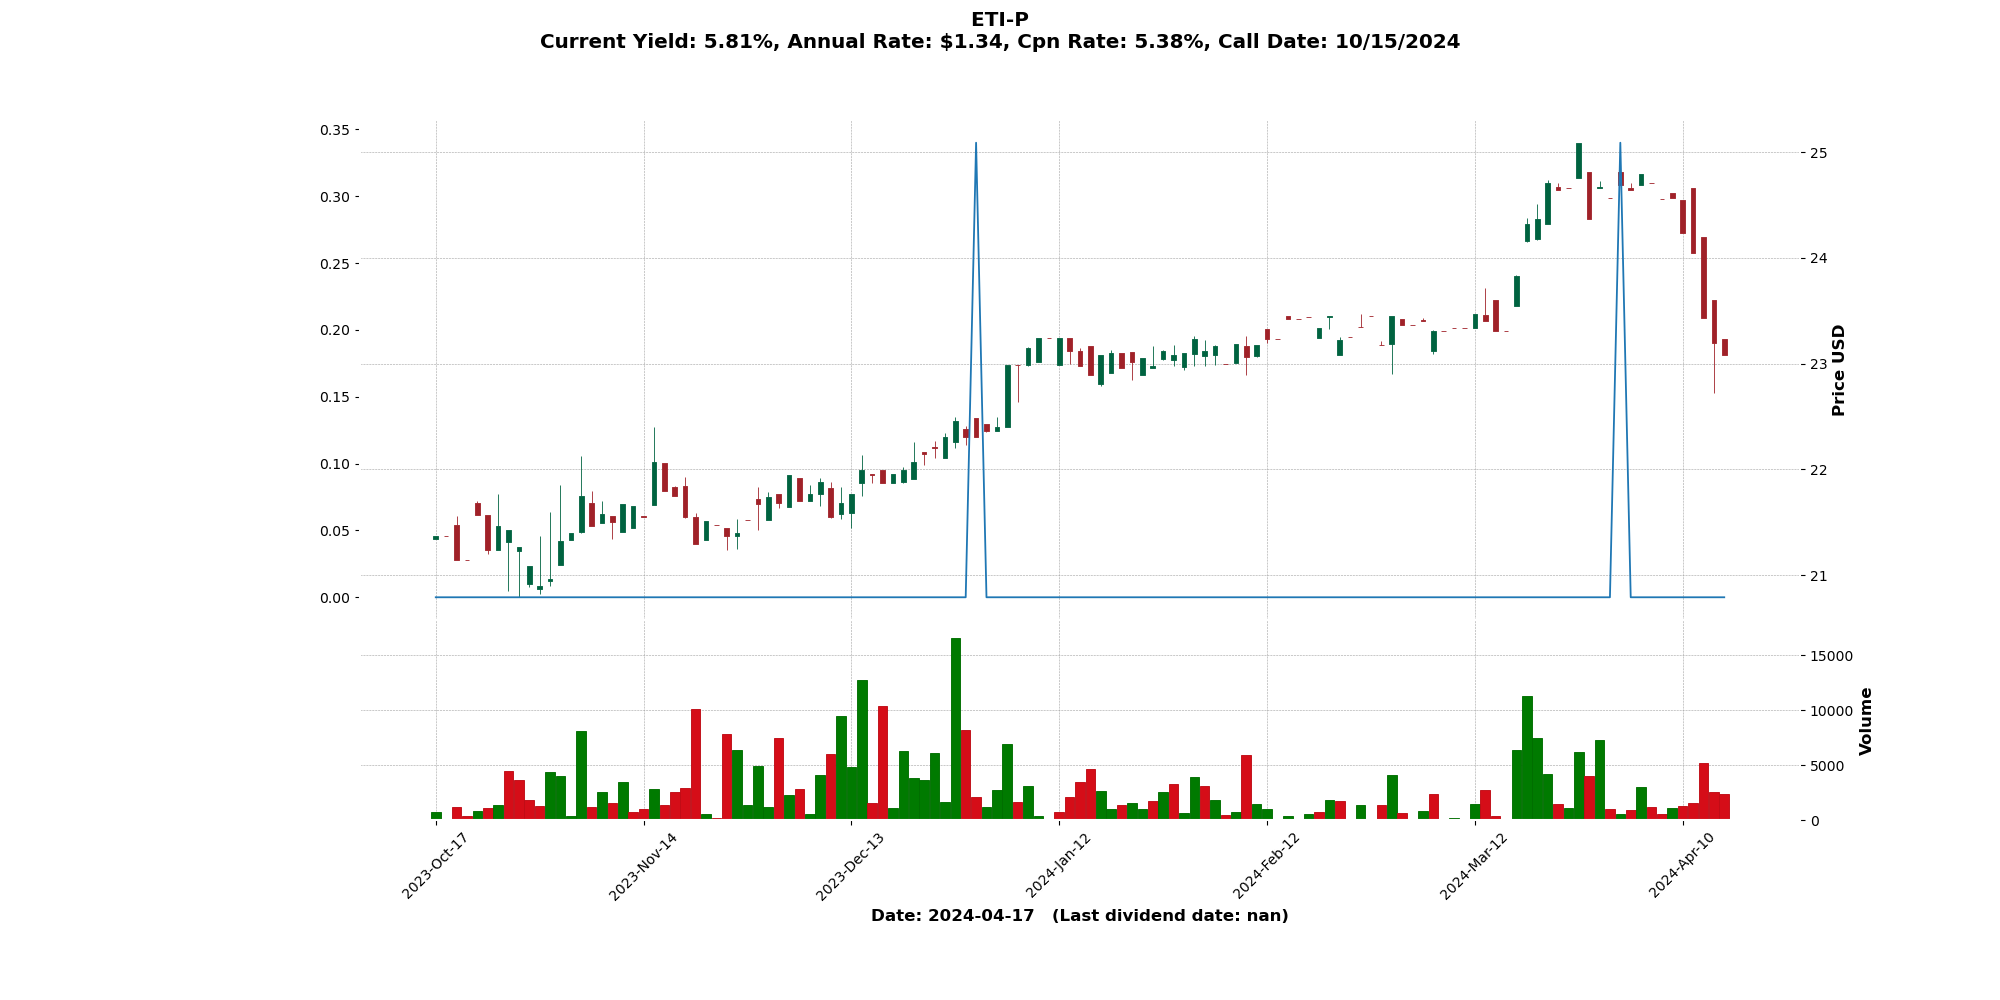 ETI-P
Current Yield: 5.81%, Annual Rate: $1.34, Cpn Rate: 5.38%, Call Date: 10/15/2024
0.35
0.30
0.25
0.20
0.15
0.10
0.05
0.00
25
24
23
22
21
Price USD
15000
10000
5000
0
Volume
2023-Oct-17
2023-Nov-14
2023-Dec-13
2024-Jan-12
2024-Feb-12
2024-Mar-12
2024-Apr-10
Date: 2024-04-17 (Last dividend date: nan)